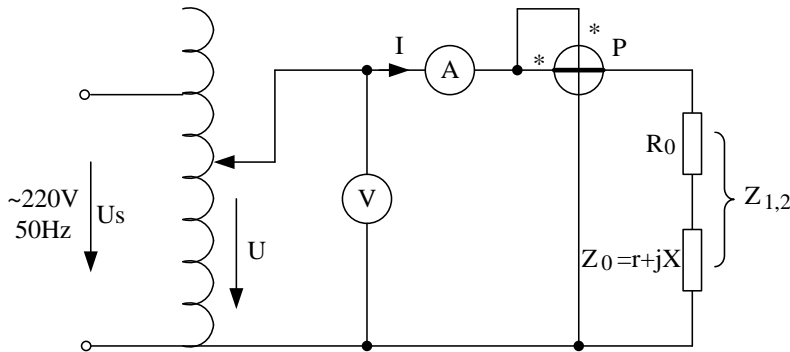 I
A
*
*
P
~220V
50Hz
Us
U
V
R0
Z0=r+jX
Z1,2